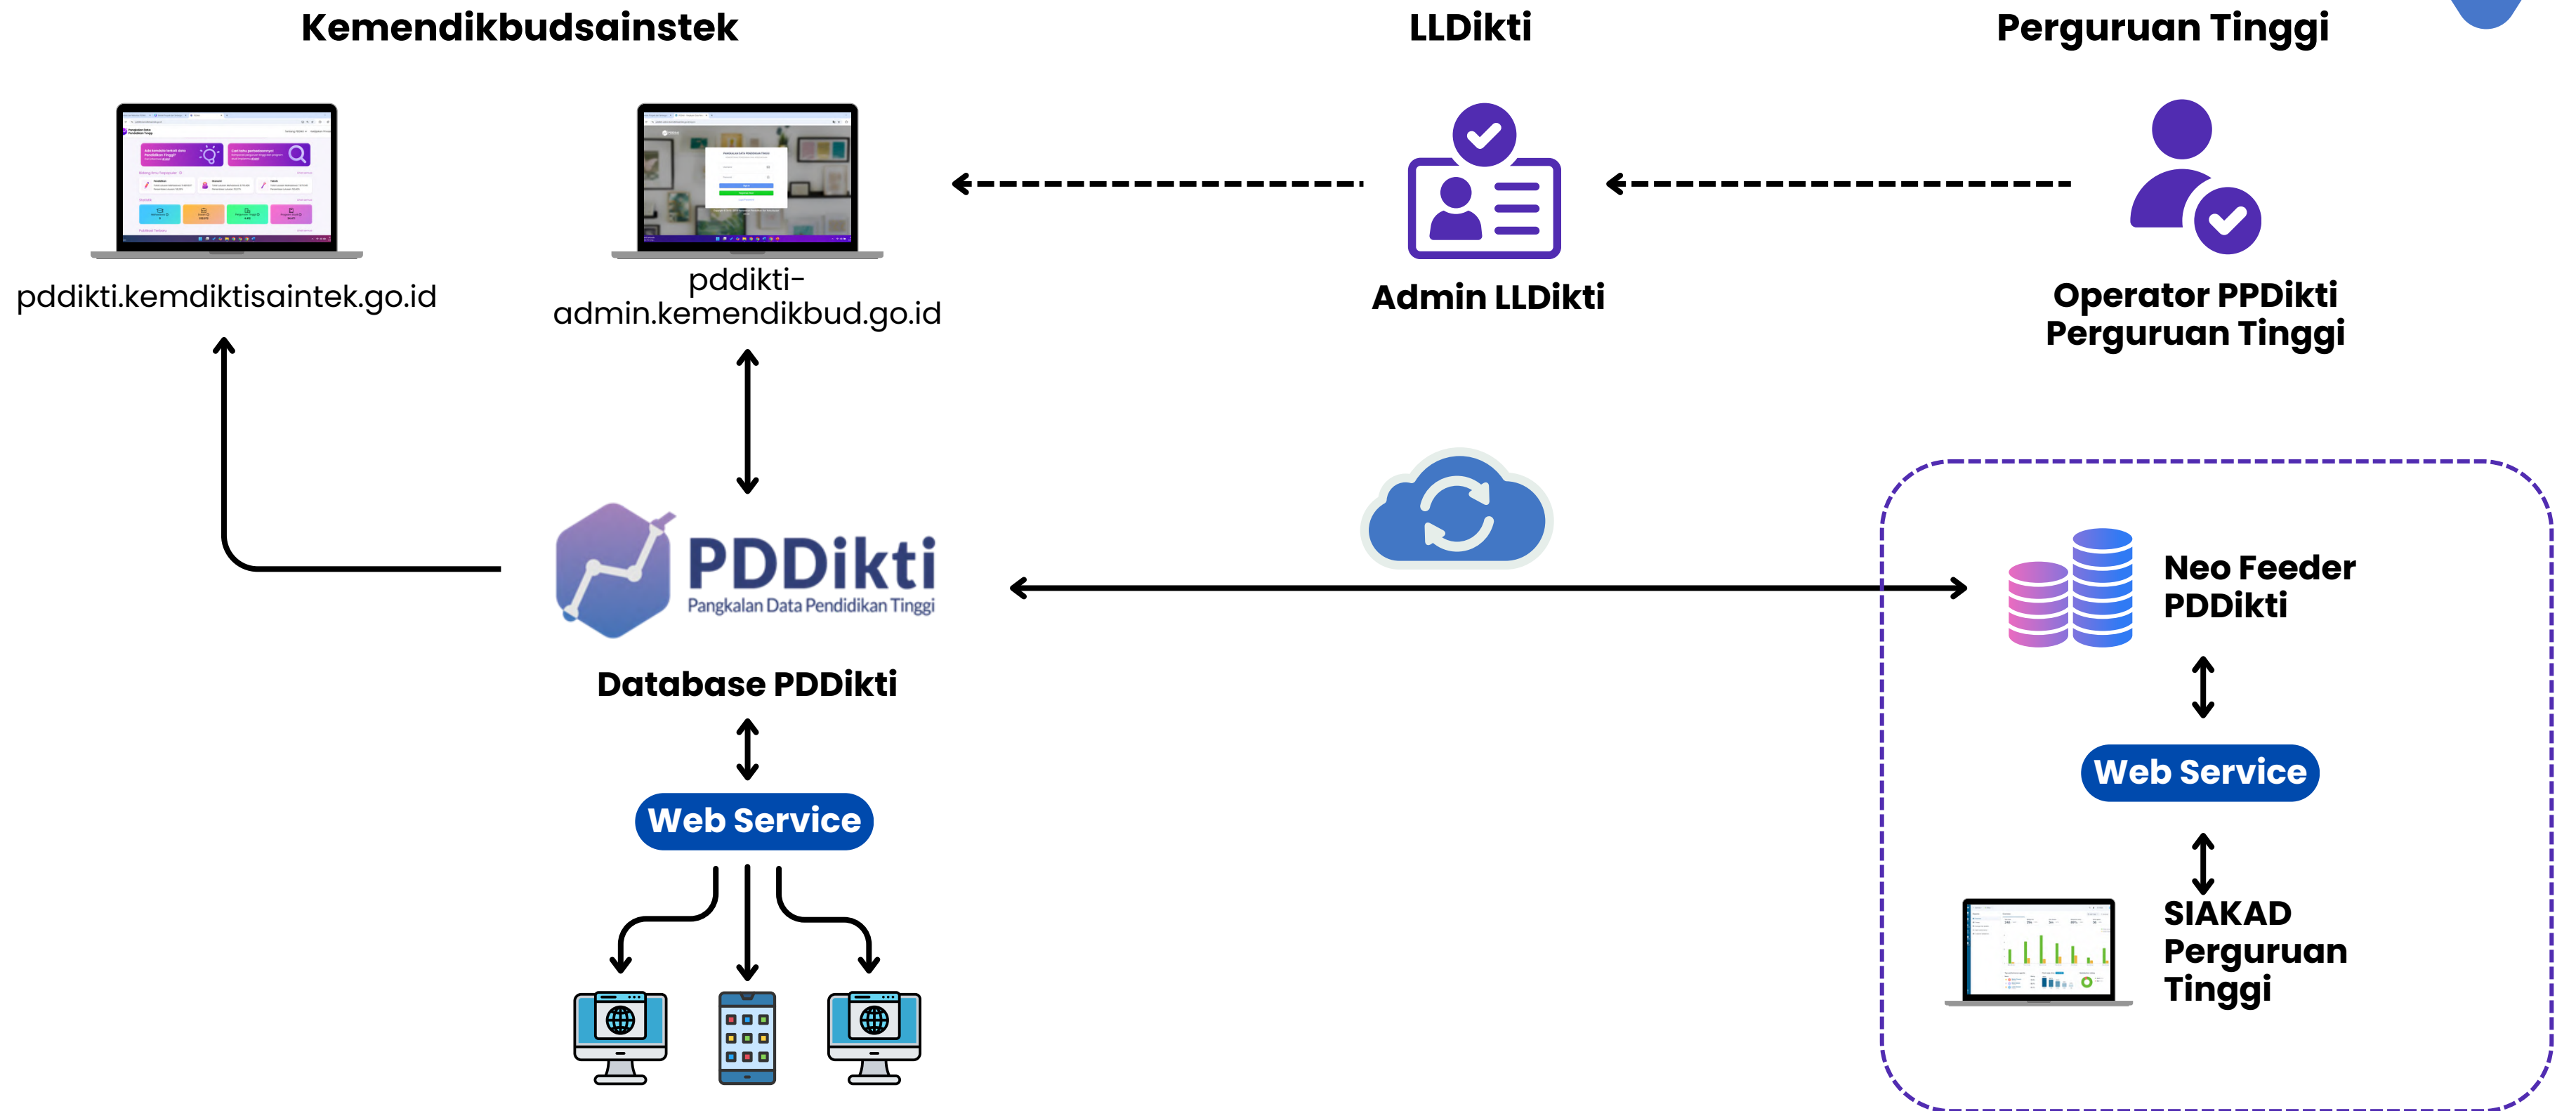 Kemendikbudsainstek
LLDikti
Perguruan Tinggi
pddikti.kemdiktisaintek.go.id
pddikti-
admin.kemendikbud.go.id
Admin LLDikti
Operator PPDikti
Perguruan Tinggi
PDDikti
Pangkalan Data Pendidikan Tinggi
Database PDDikti
Web Service
Neo Feeder
PDDikti
Web Service
SIAKAD
Perguruan
Tinggi